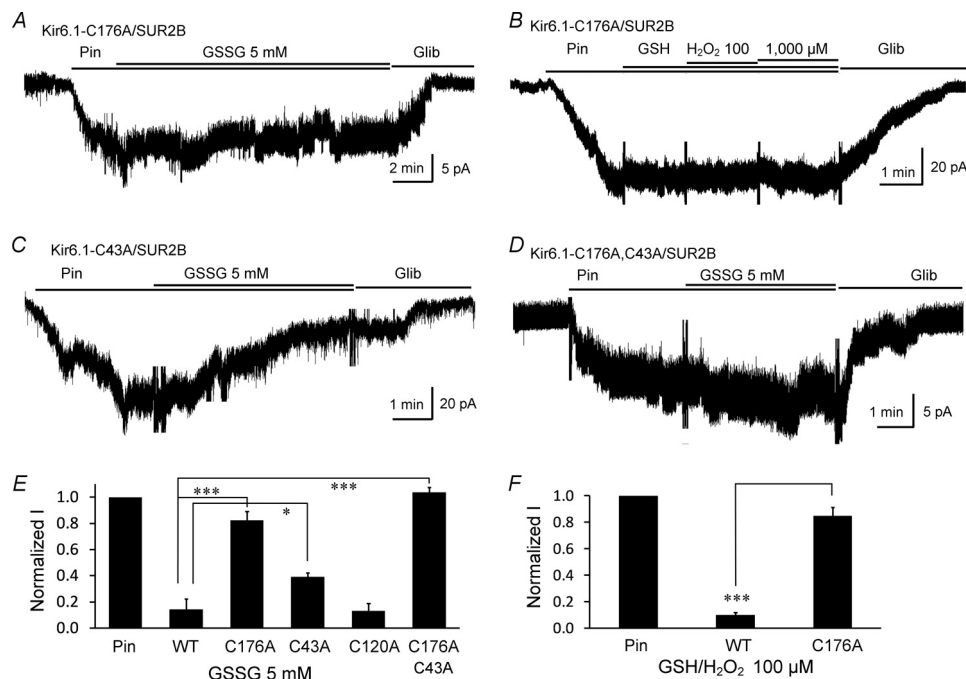 A
Kir6.1-C176A/SUR2B
Pin GSSG 5 mM Glib
2 min 5 pA
B
Kir6.1-C176A/SUR2B
Pin GSH H₂O₂ 100 1,000 µM Glib
1 min 20 pA
C
Kir6.1-C43A/SUR2B
Pin GSSG 5 mM Glib
1 min 20 pA
D
Kir6.1-C176A,C43A/SUR2B
Pin GSSG 5 mM Glib
1 min 5 pA
E
Normalized I
1.0
0.8
0.6
0.4
0.2
0.0
***
*
***
Pin WT C176A C43A C120A C176A
C43A
GSSG 5 mM
F
Normalized I
1.0
0.8
0.6
0.4
0.2
0.0
***
Pin WT C176A
GSH/H₂O₂ 100 µM